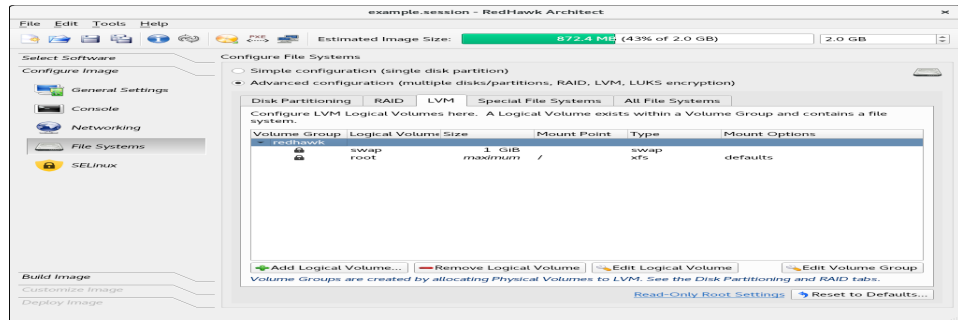 example.session - RedHawk Architect
File Edit Tools Help
PXE
Estimated Image Size: 872.4 MB (43% of 2.0 GB) 2.0 GB
Select Software
Configure Image
General Settings
Console
Networking
File Systems
SELinux
Build Image
Customize Image
Deploy Image
Configure File Systems
Simple configuration (single disk partition)
Advanced configuration (multiple disks/partitions, RAID, LVM, LUKS encryption)
Disk Partitioning RAID LVM Special File Systems All File Systems
Configure LVM Logical Volumes here. A Logical Volume exists within a Volume Group and contains a file
system.
Volume Group Logical Volume Size Mount Point Type Mount Options
redhawk
swap 1 GiB swap
root maximum / xfs defaults
Add Logical Volume... Remove Logical Volume Edit Logical Volume Edit Volume Group
Volume Groups are created by allocating Physical Volumes to LVM. See the Disk Partitioning and RAID tabs.
Read-Only Root Settings Reset to Defaults...